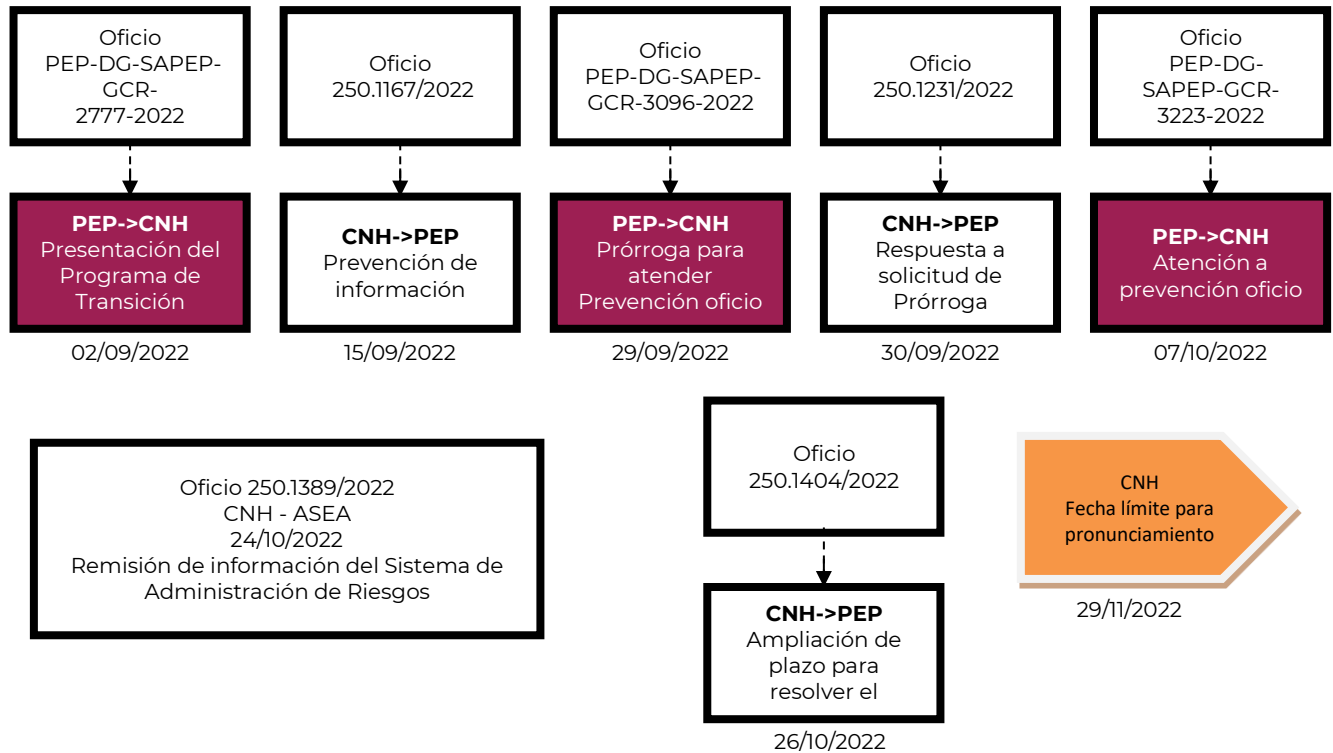 Oficio
PEP-DG-SAPEP-
GCR-
2777-2022
Oficio
250.1167/2022
Oficio
PEP-DG-SAPEP-
GCR-3096-2022
Oficio
250.1231/2022
Oficio
PEP-DG-
SAPEP-GCR-
3223-2022
PEP->CNH
Presentación del
Programa de
Transición
02/09/2022
CNH->PEP
Prevención de
información
15/09/2022
PEP->CNH
Prórroga para
atender
Prevención oficio
29/09/2022
CNH->PEP
Respuesta a
solicitud de
Prórroga
30/09/2022
PEP->CNH
Atención a
prevención oficio
07/10/2022
Oficio 250.1389/2022
CNH - ASEA
24/10/2022
Remisión de información del Sistema de
Administración de Riesgos
Oficio
250.1404/2022
CNH->PEP
Ampliación de
plazo para
resolver el
26/10/2022
CNH
Fecha límite para
pronunciamiento
29/11/2022